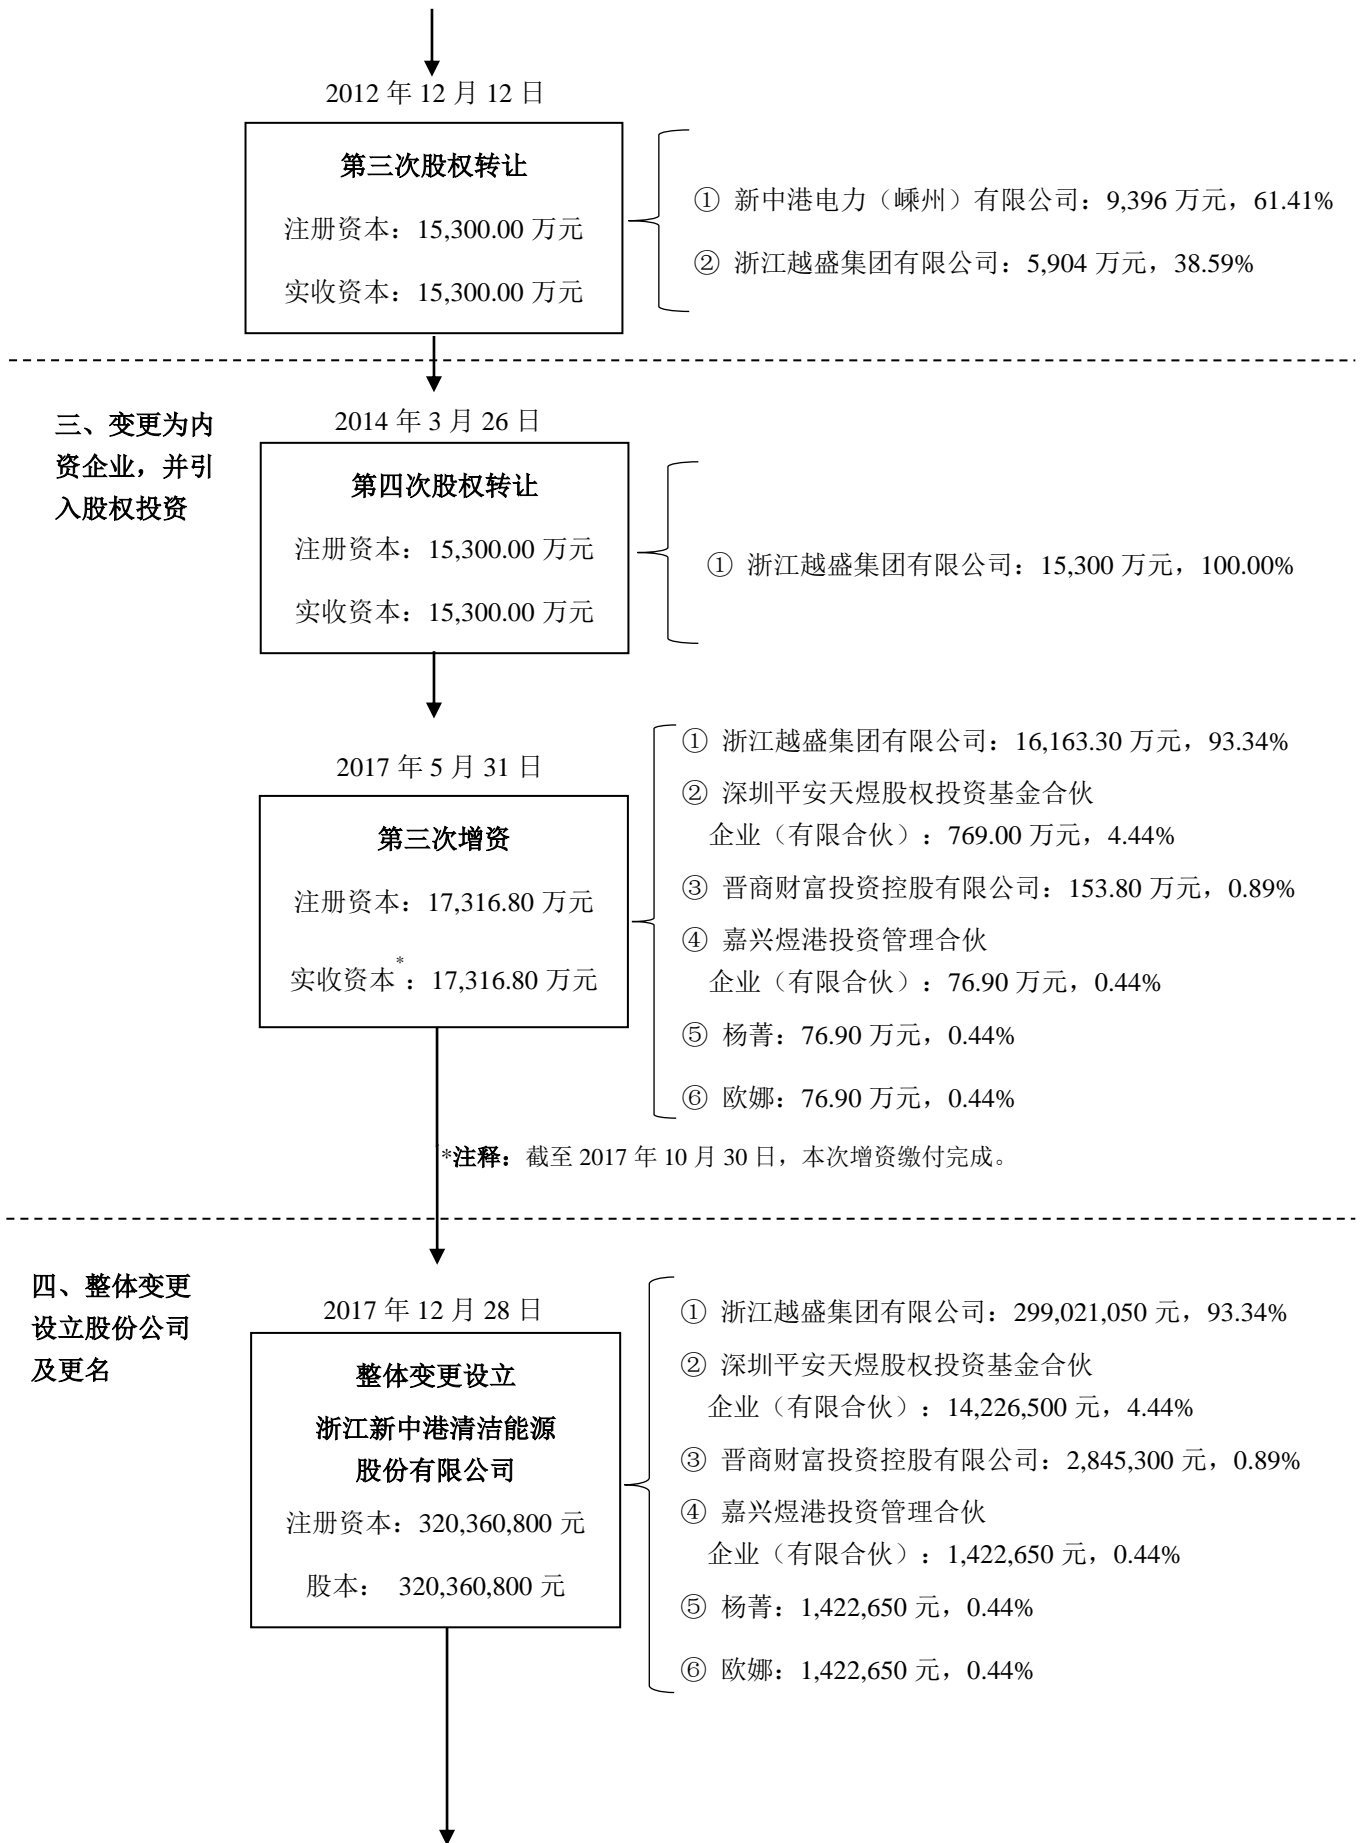 2012 年 12 月 12 日
第三次股权转让
注册资本：15,300.00 万元
实收资本：15,300.00 万元
① 新中港电力（嵊州）有限公司：9,396 万元，61.41%
② 浙江越盛集团有限公司：5,904 万元，38.59%
三、变更为内
资企业，并引
入股权投资
2014 年 3 月 26 日
第四次股权转让
注册资本：15,300.00 万元
实收资本：15,300.00 万元
① 浙江越盛集团有限公司：15,300 万元，100.00%
2017 年 5 月 31 日
第三次增资
注册资本：17,316.80 万元
实收资本*：17,316.80 万元
① 浙江越盛集团有限公司：16,163.30 万元，93.34%
② 深圳平安天煜股权投资基金合伙
企业（有限合伙）：769.00 万元，4.44%
③ 晋商财富投资控股有限公司：153.80 万元，0.89%
④ 嘉兴煜港投资管理合伙
企业（有限合伙）：76.90 万元，0.44%
⑤ 杨菁：76.90 万元，0.44%
⑥ 欧娜：76.90 万元，0.44%
*注释：截至 2017 年 10 月 30 日，本次增资缴付完成。
四、整体变更
设立股份公司
及更名
2017 年 12 月 28 日
整体变更设立
浙江新中港清洁能源
股份有限公司
注册资本：320,360,800 元
股本： 320,360,800 元
① 浙江越盛集团有限公司：299,021,050 元，93.34%
② 深圳平安天煜股权投资基金合伙
企业（有限合伙）：14,226,500 元，4.44%
③ 晋商财富投资控股有限公司：2,845,300 元，0.89%
④ 嘉兴煜港投资管理合伙
企业（有限合伙）：1,422,650 元，0.44%
⑤ 杨菁：1,422,650 元，0.44%
⑥ 欧娜：1,422,650 元，0.44%